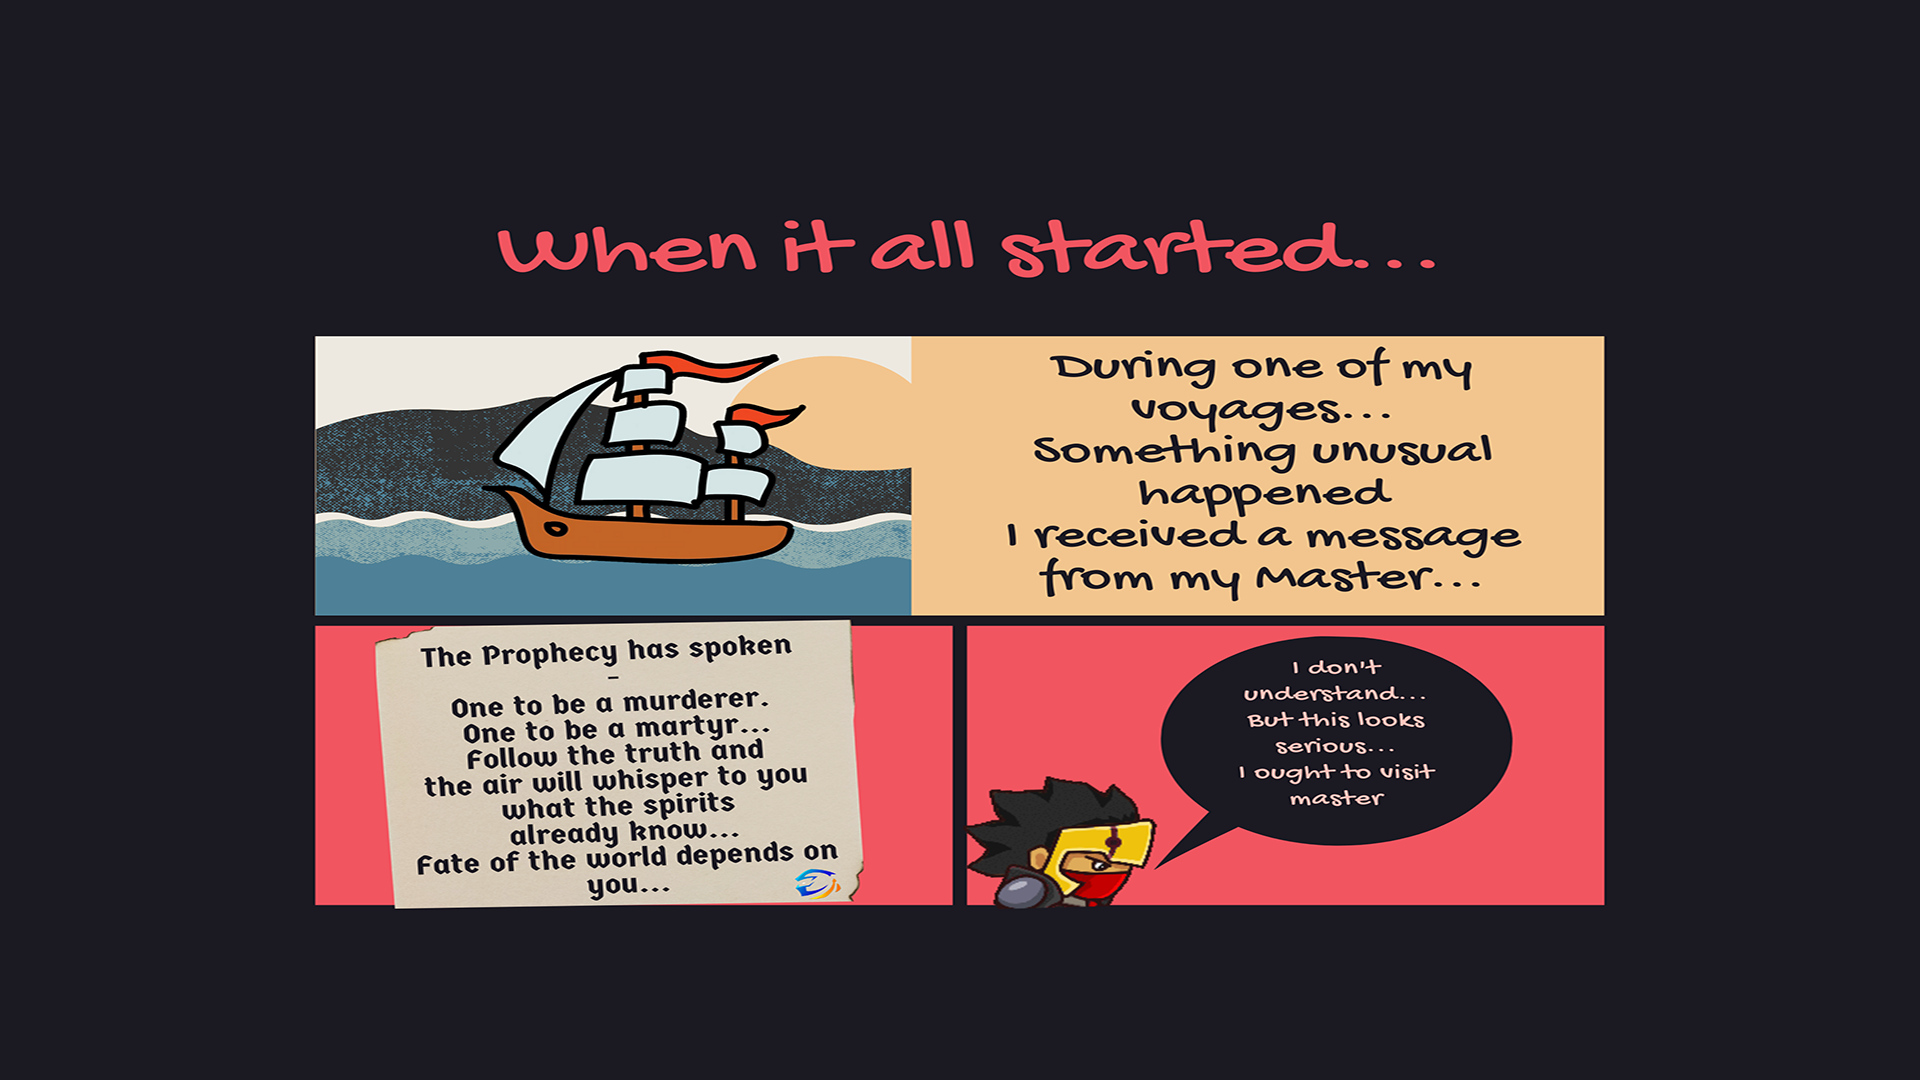 When it all started...
During one of my
voyages...
Something unusual
happened
I received a message
from my Master...
The Prophecy has spoken
-
One to be a murderer.
One to be a martyr...
Follow the truth and
the air will whisper to you
what the spirits
already know...
Fate of the world depends on
you...
I don't
understand...
But this looks
serious...
I ought to visit
master